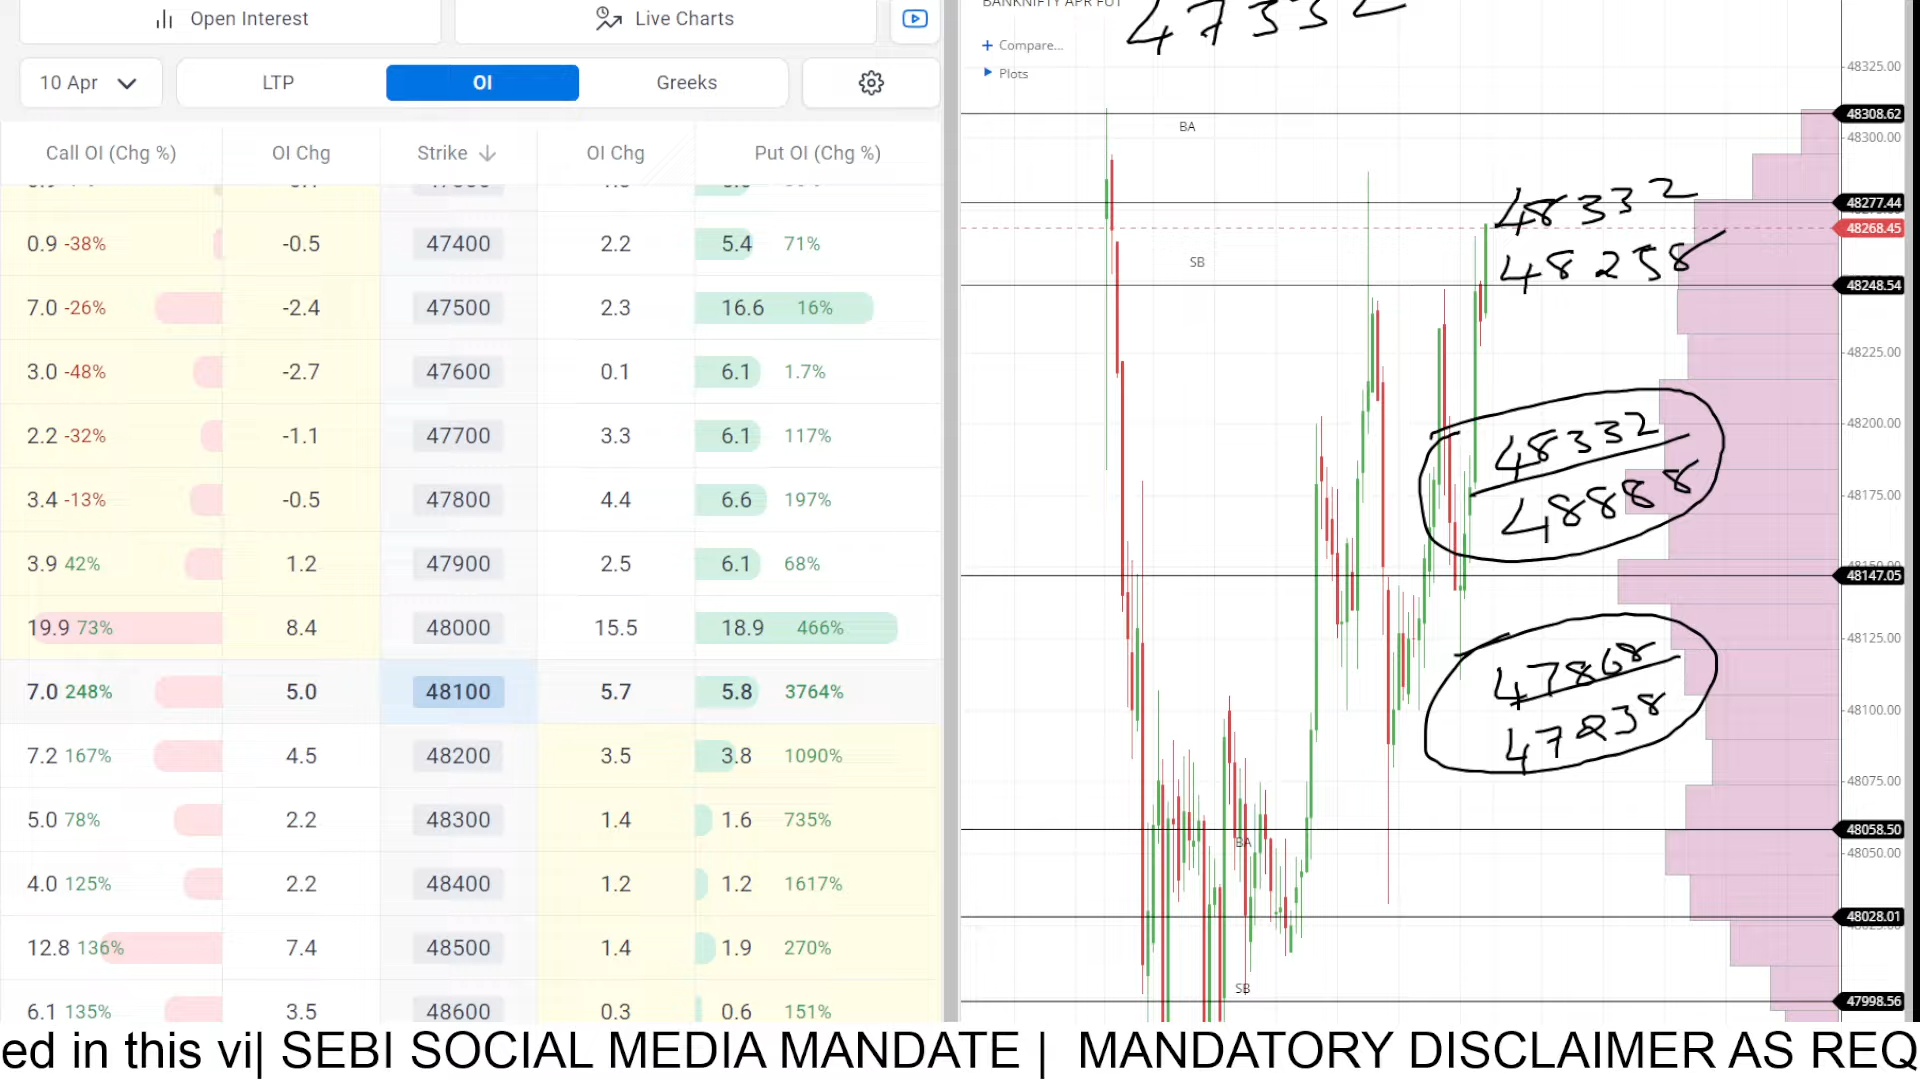 Open Interest
Live Charts
10 Apr
LTP
OI
Greeks
Call OI (Chg %) OI Chg Strike OI Chg Put OI (Chg %)
0.9 -38% -0.5 47400 2.2 5.4 71%
7.0 -26% -2.4 47500 2.3 16.6 16%
3.0 -48% -2.7 47600 0.1 6.1 1.7%
2.2 -32% -1.1 47700 3.3 6.1 117%
3.4 -13% -0.5 47800 4.4 6.6 197%
3.9 42% 1.2 47900 2.5 6.1 68%
19.9 73% 8.4 48000 15.5 18.9 466%
7.0 248% 5.0 48100 5.7 5.8 3764%
7.2 167% 4.5 48200 3.5 3.8 1090%
5.0 78% 2.2 48300 1.4 1.6 735%
4.0 125% 2.2 48400 1.2 1.2 1617%
12.8 136% 7.4 48500 1.4 1.9 270%
6.1 135% 3.5 48600 0.3 0.6 151%
BANKNIFTY APR FUT
47332
Compare...
Plots
BA
SB
48332
48258
48332
48888
47868
BA
SB
48325.00
48308.62
48300.00
48277.44
48268.45
48248.54
48225.00
48200.00
48175.00
48147.05
48125.00
48100.00
48075.00
48058.50
48050.00
48028.01
47998.56
ed in this vi| SEBI SOCIAL MEDIA MANDATE | MANDATORY DISCLAIMER AS REQ